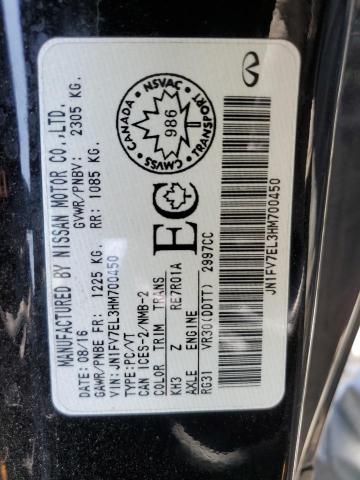 MANUFACTURED BY NISSAN MOTOR CO.,LTD.
08/16 GVWR/PNBV: 2305 KG.
GAWR/PNBE FR: 1225 KG. RR: 1085 KG.
VIN: JN1FV7EL3HM700450
TYPE:PC/VT
CAN ICES-2/NMB-2
COLOR TRIM TRANS
KH3 Z RE7R01A
AXLE ENGINE
RG31 VR30(DDTT) 2997CC
EC
CMVSS · CANADA · NSVAC
986
TRANSPORT
JN1FV7EL3HM700450